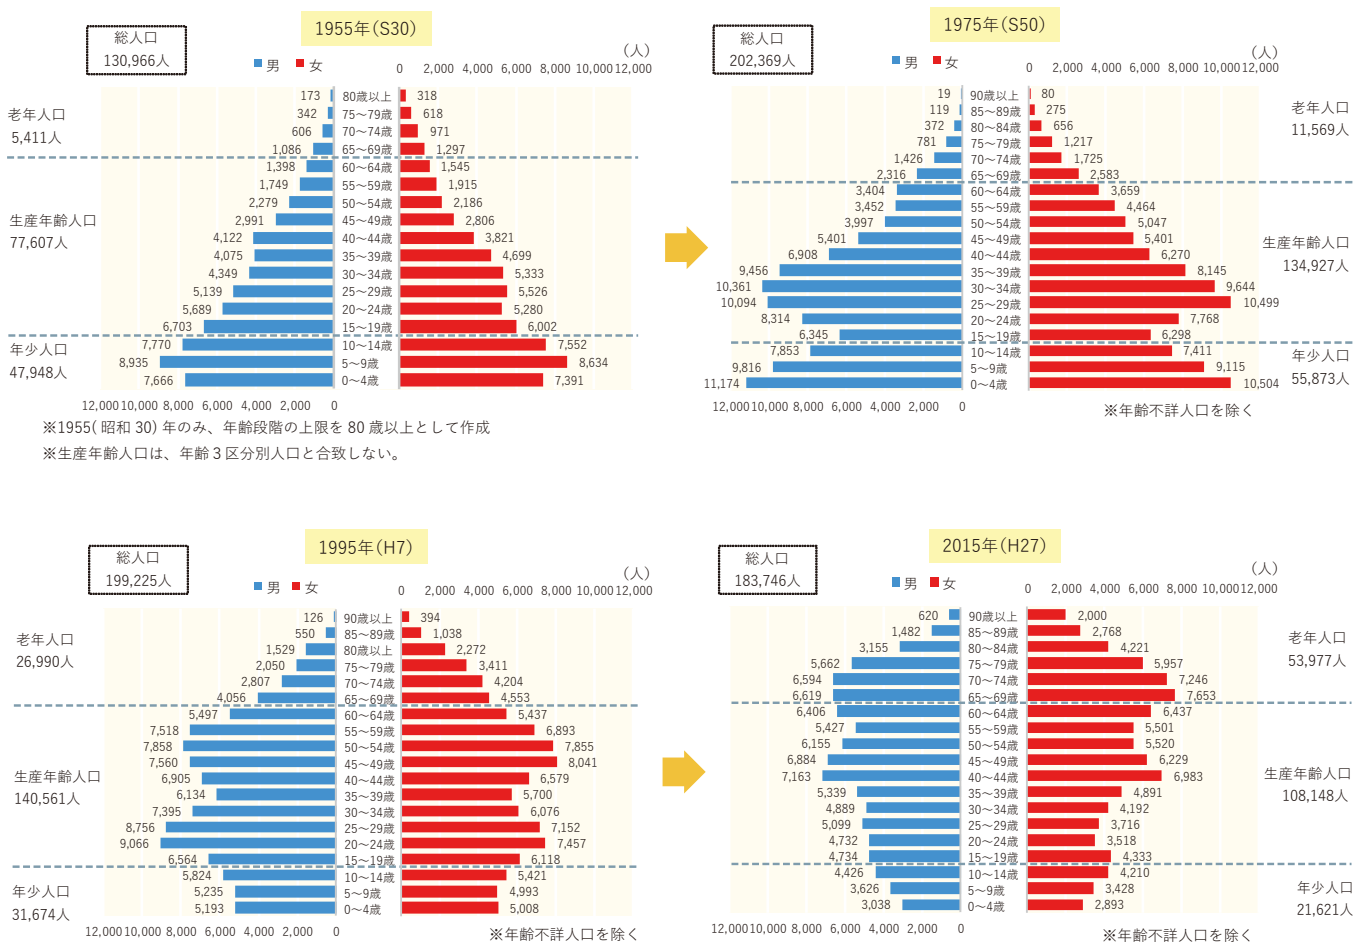 1955年(S30)
総人口
130,966人
男 女
(人)
0 2,000 4,000 6,000 8,000 10,000 12,000
老年人口
5,411人
生産年齢人口
77,607人
年少人口
47,948人
173 80歳以上 318
342 75～79歳 618
606 70～74歳 971
1,086 65～69歳 1,297
1,398 60～64歳 1,545
1,749 55～59歳 1,915
2,279 50～54歳 2,186
2,991 45～49歳 2,806
4,122 40～44歳 3,821
4,075 35～39歳 4,699
4,349 30～34歳 5,333
5,139 25～29歳 5,526
5,689 20～24歳 5,280
6,703 15～19歳 6,002
7,770 10～14歳 7,552
8,935 5～9歳 8,634
7,666 0～4歳 7,391
12,000 10,000 8,000 6,000 4,000 2,000 0
※1955( 昭和 30) 年のみ、年齢段階の上限を 80 歳以上として作成
※生産年齢人口は、年齢 3 区分別人口と合致しない。
1975年(S50)
総人口
202,369人
男 女
(人)
0 2,000 4,000 6,000 8,000 10,000 12,000
19 90歳以上 80
119 85～89歳 275
372 80～84歳 656
781 75～79歳 1,217
1,426 70～74歳 1,725
2,316 65～69歳 2,583
3,404 60～64歳 3,659
3,452 55～59歳 4,464
3,997 50～54歳 5,047
5,401 45～49歳 5,401
6,908 40～44歳 6,270
9,456 35～39歳 8,145
10,361 30～34歳 9,644
10,094 25～29歳 10,499
8,314 20～24歳 7,768
6,345 15～19歳 6,298
7,853 10～14歳 7,411
9,816 5～9歳 9,115
11,174 0～4歳 10,504
12,000 10,000 8,000 6,000 4,000 2,000 0
老年人口
11,569人
生産年齢人口
134,927人
年少人口
55,873人
※年齢不詳人口を除く
1995年(H7)
総人口
199,225人
男 女
(人)
0 2,000 4,000 6,000 8,000 10,000 12,000
老年人口
26,990人
生産年齢人口
140,561人
年少人口
31,674人
126 90歳以上 394
550 85～89歳 1,038
1,529 80歳以上 2,272
2,050 75～79歳 3,411
2,807 70～74歳 4,204
4,056 65～69歳 4,553
5,497 60～64歳 5,437
7,518 55～59歳 6,893
7,858 50～54歳 7,855
7,560 45～49歳 8,041
6,905 40～44歳 6,579
6,134 35～39歳 5,700
7,395 30～34歳 6,076
8,756 25～29歳 7,152
9,066 20～24歳 7,457
6,564 15～19歳 6,118
5,824 10～14歳 5,421
5,235 5～9歳 4,993
5,193 0～4歳 5,008
12,000 10,000 8,000 6,000 4,000 2,000 0
※年齢不詳人口を除く
2015年(H27)
総人口
183,746人
男 女
(人)
0 2,000 4,000 6,000 8,000 10,000 12,000
620 90歳以上 2,000
1,482 85～89歳 2,768
3,155 80～84歳 4,221
5,662 75～79歳 5,957
6,594 70～74歳 7,246
6,619 65～69歳 7,653
6,406 60～64歳 6,437
5,427 55～59歳 5,501
6,155 50～54歳 5,520
6,884 45～49歳 6,229
7,163 40～44歳 6,983
5,339 35～39歳 4,891
4,889 30～34歳 4,192
5,099 25～29歳 3,716
4,732 20～24歳 3,518
4,734 15～19歳 4,333
4,426 10～14歳 4,210
3,626 5～9歳 3,428
3,038 0～4歳 2,893
12,000 10,000 8,000 6,000 4,000 2,000 0
老年人口
53,977人
生産年齢人口
108,148人
年少人口
21,621人
※年齢不詳人口を除く